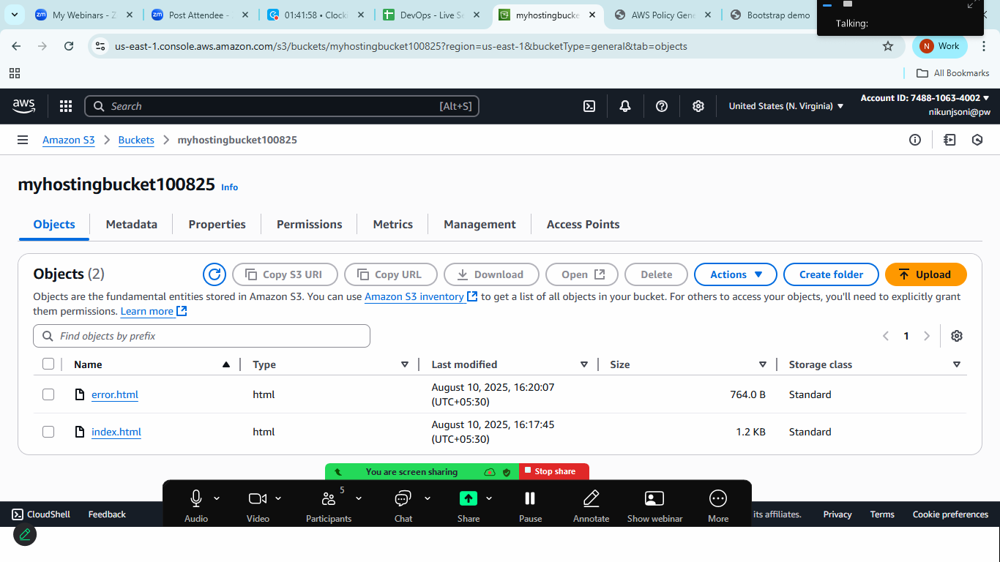 My Webinars - Z
Post Attendee -
01:41:58 • Clocki
DevOps - Live Se
myhostingbucke
AWS Policy Gene
Bootstrap demo
Talking:
us-east-1.console.aws.amazon.com/s3/buckets/myhostingbucket100825?region=us-east-1&bucketType=general&tab=objects
N Work
All Bookmarks
aws
Search
[Alt+S]
United States (N. Virginia)
Account ID: 7488-1063-4002
nikunjsoni@pw
Amazon S3
Buckets
myhostingbucket100825
myhostingbucket100825 Info
Objects
Metadata
Properties
Permissions
Metrics
Management
Access Points
Objects (2)
Copy S3 URI
Copy URL
Download
Open
Delete
Actions
Create folder
Upload
Objects are the fundamental entities stored in Amazon S3. You can use Amazon S3 inventory to get a list of all objects in your bucket. For others to access your objects, you'll need to explicitly grant
them permissions. Learn more
Find objects by prefix
1
Name
Type
Last modified
Size
Storage class
error.html
html
August 10, 2025, 16:20:07
(UTC+05:30)
764.0 B
Standard
index.html
html
August 10, 2025, 16:17:45
(UTC+05:30)
1.2 KB
Standard
You are screen sharing
Stop share
CloudShell
Feedback
Audio
Video
5
Participants
Chat
Share
Pause
Annotate
Show webinar
More
its affiliates.
Privacy
Terms
Cookie preferences